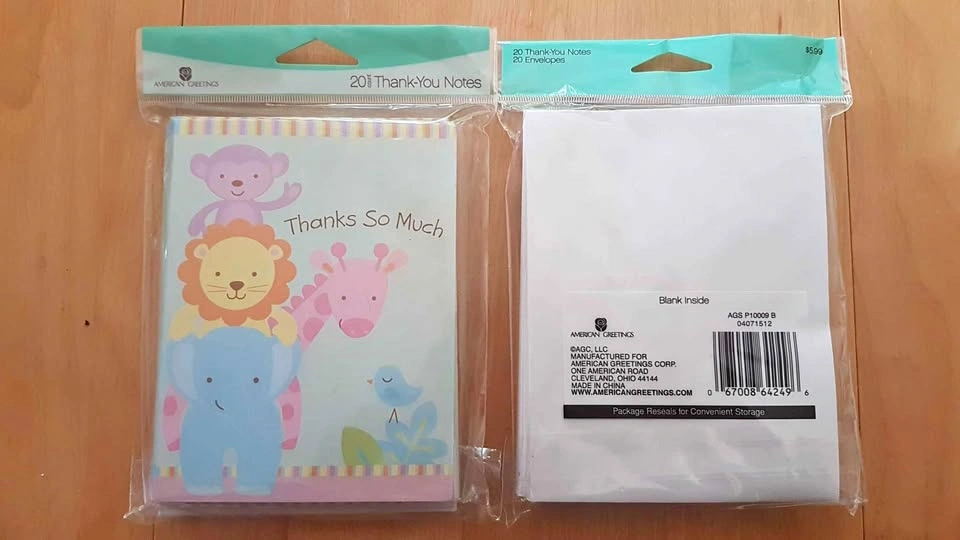 AMERICAN GREETINGS
20 Thank-You Notes
Thanks So Much
20 Thank-You Notes
20 Envelopes
$5.99
Blank Inside
AMERICAN GREETINGS
AGS P10009 B
04071512
©AGC, LLC
MANUFACTURED FOR
AMERICAN GREETINGS CORP.
ONE AMERICAN ROAD
CLEVELAND, OHIO 44144
MADE IN CHINA
WWW.AMERICANGREETINGS.COM
0 67008 64249 6
Package Reseals for Convenient Storage